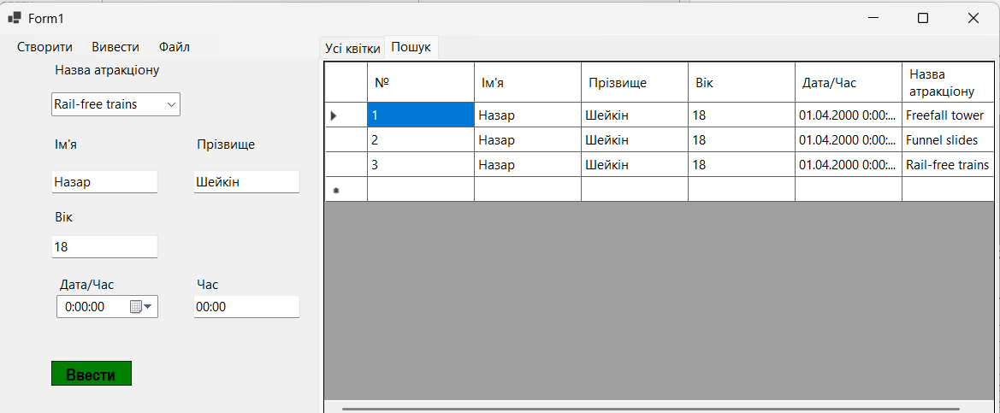 Form1
Створити Вивести Файл
Назва атракціону
Rail-free trains
Ім'я Прізвище
Назар Шейкін
Вік
18
Дата/Час Час
0:00:00 00:00
Ввести
Усі квітки Пошук
№ Ім'я Прізвище Вік Дата/Час Назва атракціону
1 Назар Шейкін 18 01.04.2000 0:00:... Freefall tower
2 Назар Шейкін 18 01.04.2000 0:00:... Funnel slides
3 Назар Шейкін 18 01.04.2000 0:00:... Rail-free trains